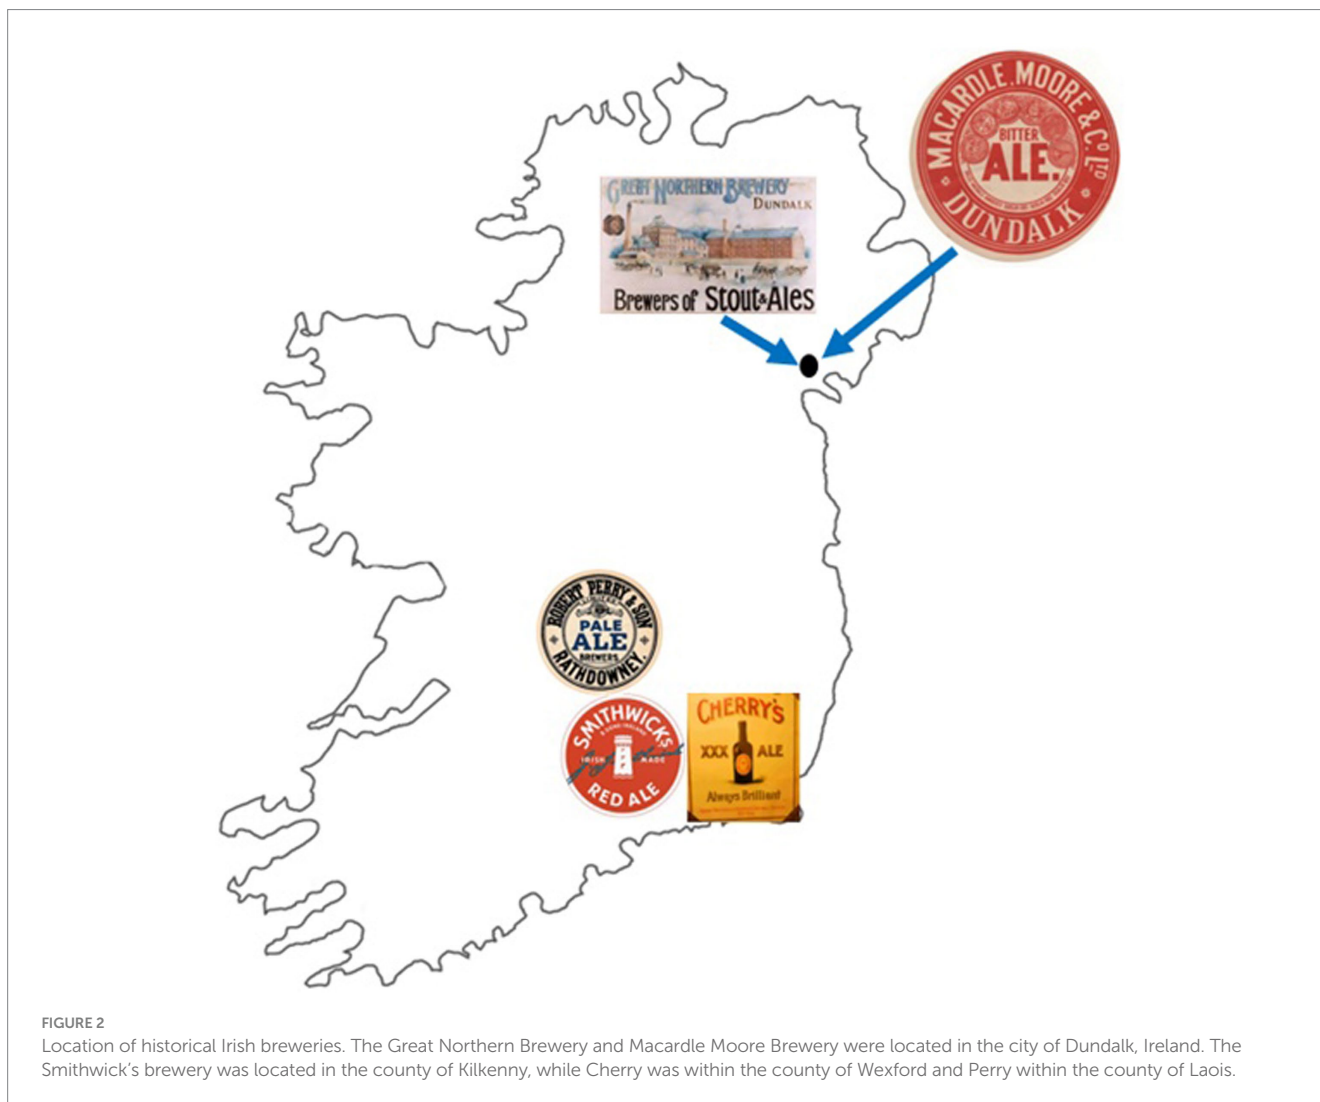 MACARDLE.MOORE & Co. LTD
BITTER
ALE.
DUNDALK
GREAT NORTHERN BREWERY
DUNDALK
Brewers of Stout & Ales
ROBERT PERRY & SON
PALE
ALE
BREWERS
RATHDOWNEY.
SMITHWICKS
IRISH MADE
RED ALE
CHERRY'S
XXX ALE
Always Brilliant
FIGURE 2
Location of historical Irish breweries. The Great Northern Brewery and Macardle Moore Brewery were located in the city of Dundalk, Ireland. The
Smithwick's brewery was located in the county of Kilkenny, while Cherry was within the county of Wexford and Perry within the county of Laois.